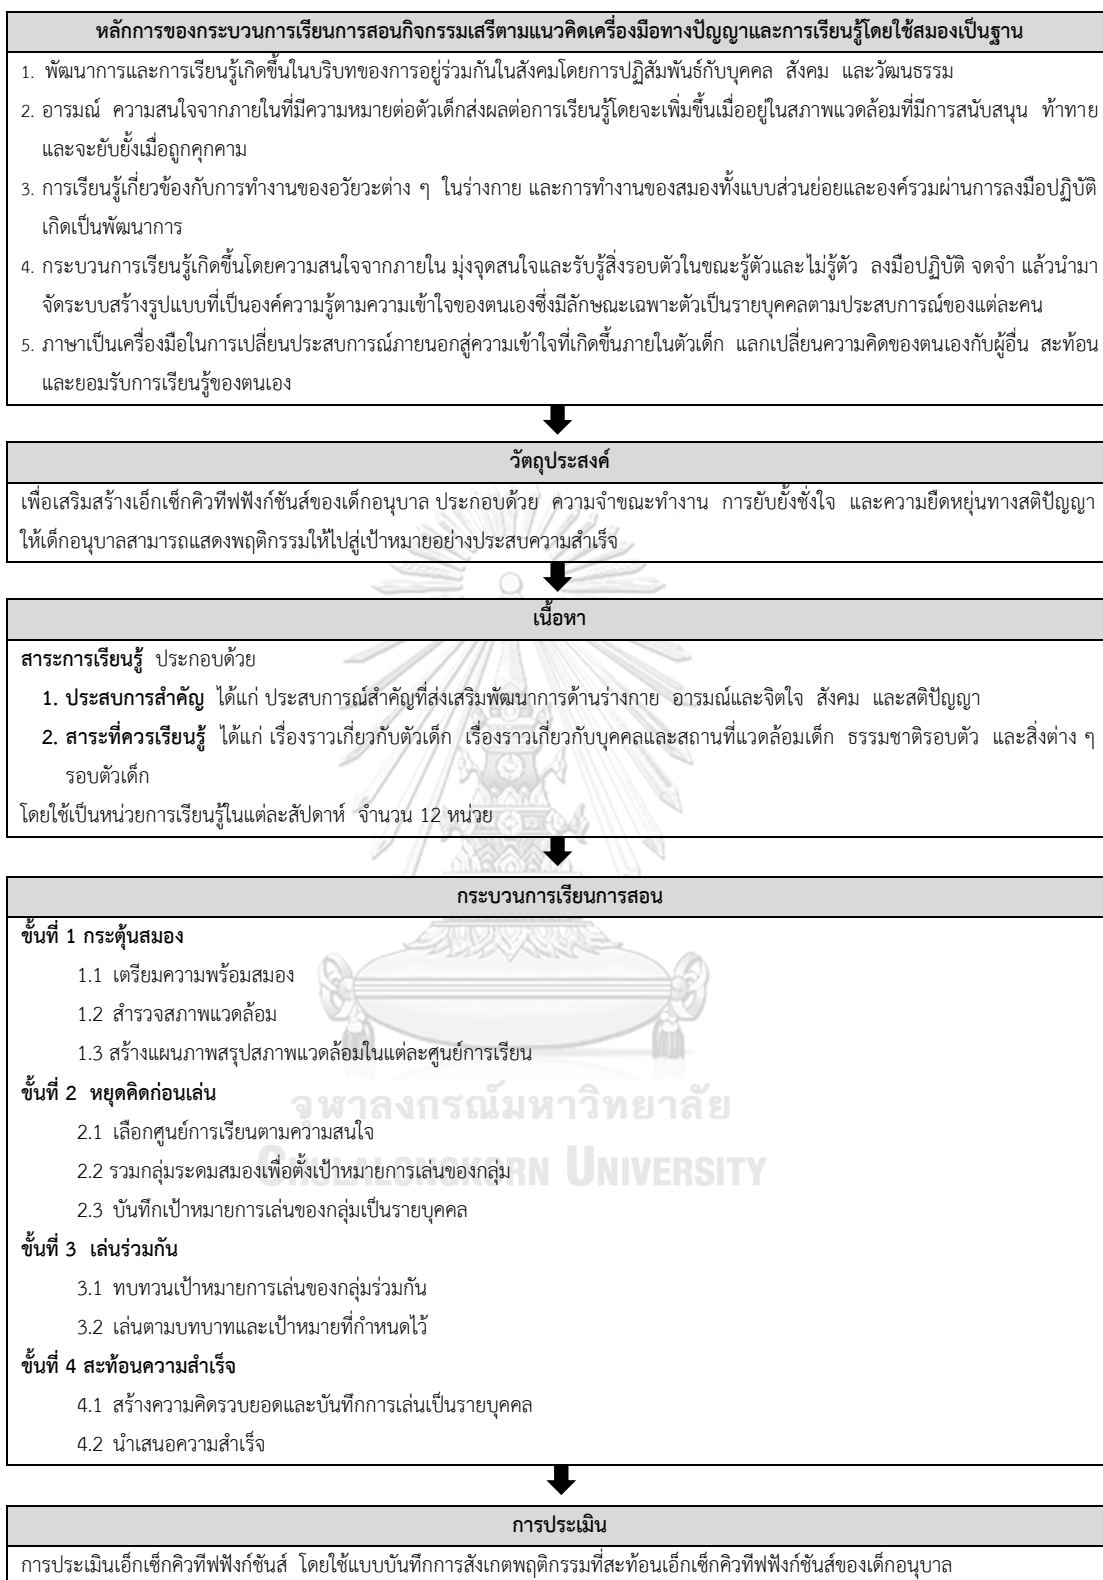 หลักการของกระบวนการเรียนการสอนกิจกรรมเสรีตามแนวคิดเครื่องมือทางปัญญาและการเรียนรู้โดยใช้สมองเป็นฐาน
1. พัฒนาการและการเรียนรู้เกิดขึ้นในบริบทของการอยู่ร่วมกันในสังคมโดยการปฏิสัมพันธ์กับบุคคล สังคม และวัฒนธรรม
2. อารมณ์ ความสนใจจากภายในที่มีความหมายต่อตัวเด็กส่งผลต่อการเรียนรู้โดยจะเพิ่มขึ้นเมื่ออยู่ในสภาพแวดล้อมที่มีการสนับสนุน ท้าทาย
และจะยับยั้งเมื่อถูกคุกคาม
3. การเรียนรู้เกี่ยวข้องกับการทำงานของอวัยวะต่าง ๆ ในร่างกาย และการทำงานของสมองทั้งแบบส่วนย่อยและองค์รวมผ่านการลงมือปฏิบัติ
เกิดเป็นพัฒนาการ
4. กระบวนการเรียนรู้เกิดขึ้นโดยความสนใจจากภายใน มุ่งจุดสนใจและรับรู้สิ่งรอบตัวในขณะรู้ตัวและไม่รู้ตัว ลงมือปฏิบัติ จดจำ แล้วนำมา
จัดระบบสร้างรูปแบบที่เป็นองค์ความรู้ตามความเข้าใจของตนเองซึ่งมีลักษณะเฉพาะตัวเป็นรายบุคคลตามประสบการณ์ของแต่ละคน
5. ภาษาเป็นเครื่องมือในการเปลี่ยนประสบการณ์ภายนอกสู่ความเข้าใจที่เกิดขึ้นภายในตัวเด็ก แลกเปลี่ยนความคิดของตนเองกับผู้อื่น สะท้อน
และยอมรับการเรียนรู้ของตนเอง
วัตถุประสงค์
เพื่อเสริมสร้างเอ็กเซ็กคิวทีฟฟังก์ชันส์ของเด็กอนุบาล ประกอบด้วย ความจำขณะทำงาน การยับยั้งชั่งใจ และความยืดหยุ่นทางสติปัญญา
ให้เด็กอนุบาลสามารถแสดงพฤติกรรมให้ไปสู่เป้าหมายอย่างประสบความสำเร็จ
เนื้อหา
สาระการเรียนรู้ ประกอบด้วย
1. ประสบการสำคัญ ได้แก่ ประสบการณ์สำคัญที่ส่งเสริมพัฒนาการด้านร่างกาย อารมณ์และจิตใจ สังคม และสติปัญญา
2. สาระที่ควรเรียนรู้ ได้แก่ เรื่องราวเกี่ยวกับตัวเด็ก เรื่องราวเกี่ยวกับบุคคลและสถานที่แวดล้อมเด็ก ธรรมชาติรอบตัว และสิ่งต่าง ๆ
รอบตัวเด็ก
โดยใช้เป็นหน่วยการเรียนรู้ในแต่ละสัปดาห์ จำนวน 12 หน่วย
กระบวนการเรียนการสอน
ขั้นที่ 1 กระตุ้นสมอง
1.1 เตรียมความพร้อมสมอง
1.2 สำรวจสภาพแวดล้อม
1.3 สร้างแผนภาพสรุปสภาพแวดล้อมในแต่ละศูนย์การเรียน
ขั้นที่ 2 หยุดคิดก่อนเล่น
จุฬาลงกรณ์มหาวิทยาลัย
2.1 เลือกศูนย์การเรียนตามความสนใจ
2.2 รวมกลุ่มระดมสมองเพื่อตั้งเป้าหมายการเล่นของกลุ่ม
CHULALONGKORN UNIVERSITY
2.3 บันทึกเป้าหมายการเล่นของกลุ่มเป็นรายบุคคล
ขั้นที่ 3 เล่นร่วมกัน
3.1 ทบทวนเป้าหมายการเล่นของกลุ่มร่วมกัน
3.2 เล่นตามบทบาทและเป้าหมายที่กำหนดไว้
ขั้นที่ 4 สะท้อนความสำเร็จ
4.1 สร้างความคิดรวบยอดและบันทึกการเล่นเป็นรายบุคคล
4.2 นำเสนอความสำเร็จ
การประเมิน
การประเมินเอ็กเซ็กคิวทีฟฟังก์ชันส์ โดยใช้แบบบันทึกการสังเกตพฤติกรรมที่สะท้อนเอ็กเซ็กคิวทีฟฟังก์ชันส์ของเด็กอนุบาล